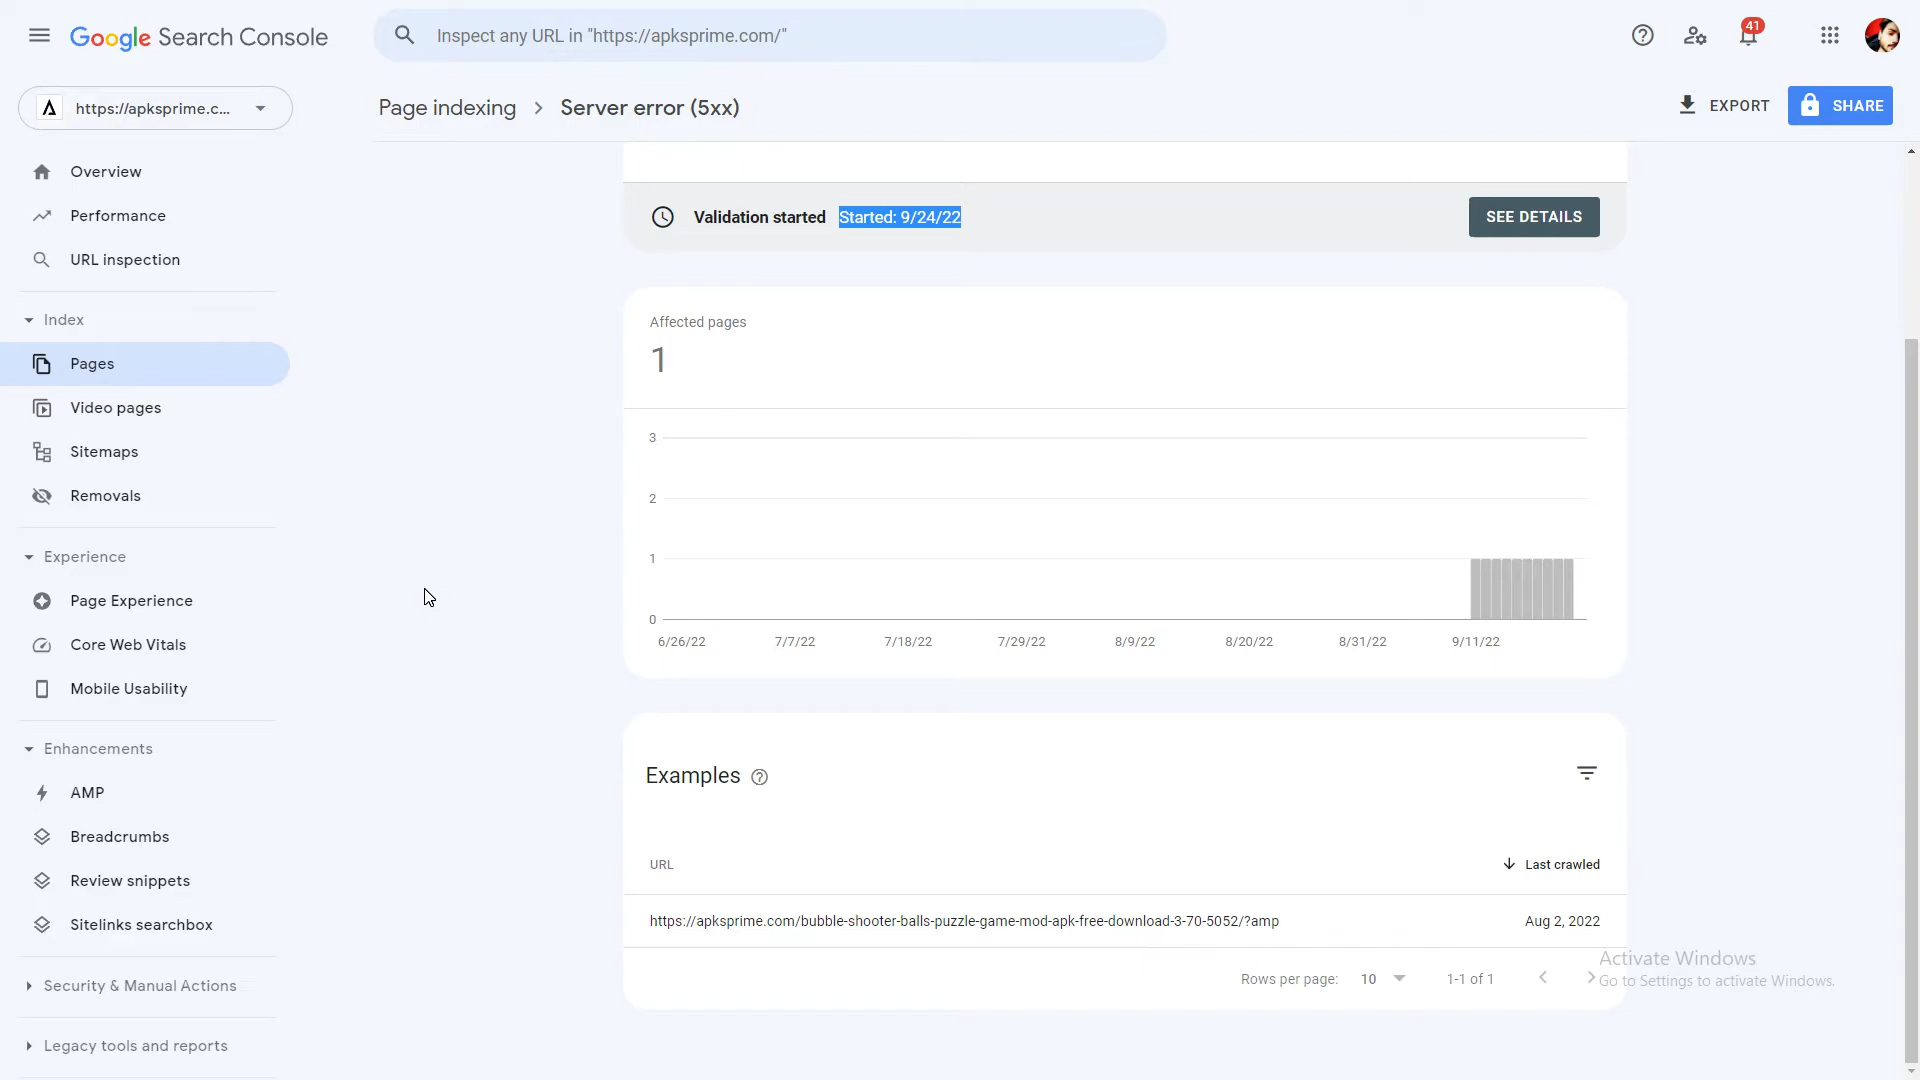 Google Search Console
Inspect any URL in "https://apksprime.com/"
41
https://apksprime.c...
Page indexing > Server error (5xx)
EXPORT
SHARE
Overview
Performance
URL inspection
Index
Pages
Video pages
Sitemaps
Removals
Experience
Page Experience
Core Web Vitals
Mobile Usability
Enhancements
AMP
Breadcrumbs
Review snippets
Sitelinks searchbox
Security & Manual Actions
Legacy tools and reports
Validation started Started: 9/24/22
SEE DETAILS
Affected pages
1
3
2
1
0
6/26/22 7/7/22 7/18/22 7/29/22 8/9/22 8/20/22 8/31/22 9/11/22
Examples
URL Last crawled
https://apksprime.com/bubble-shooter-balls-puzzle-game-mod-apk-free-download-3-70-5052/?amp Aug 2, 2022
Rows per page: 10 1-1 of 1
Activate Windows
Go to Settings to activate Windows.